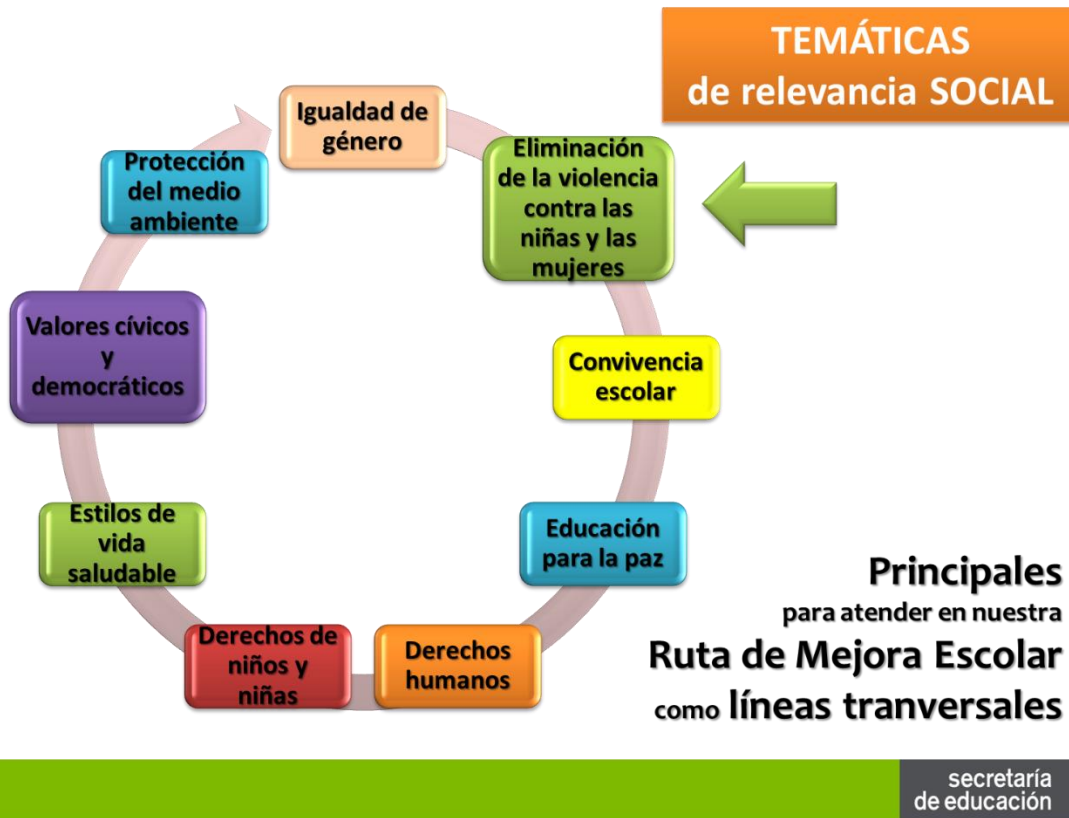 TEMÁTICAS
de relevancia SOCIAL
Igualdad de
género
Eliminación
de la violencia
contra las
niñas y las
mujeres
Convivencia
escolar
Educación
para la paz
Derechos
humanos
Derechos de
niños y
niñas
Estilos de
vida
saludable
Valores cívicos
y
democráticos
Protección
del medio
ambiente
Principales
para atender en nuestra
Ruta de Mejora Escolar
como líneas tranversales
secretaría
de educación